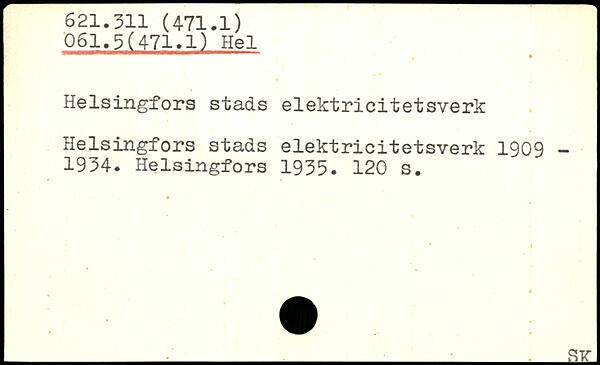 621.311 (471.1)
061.5(471.1) Hel
Helsingfors stads elektricitetsverk
Helsingfors stads elektricitetsverk 1909 -
1934. Helsingfors 1935. 120 s.
SK